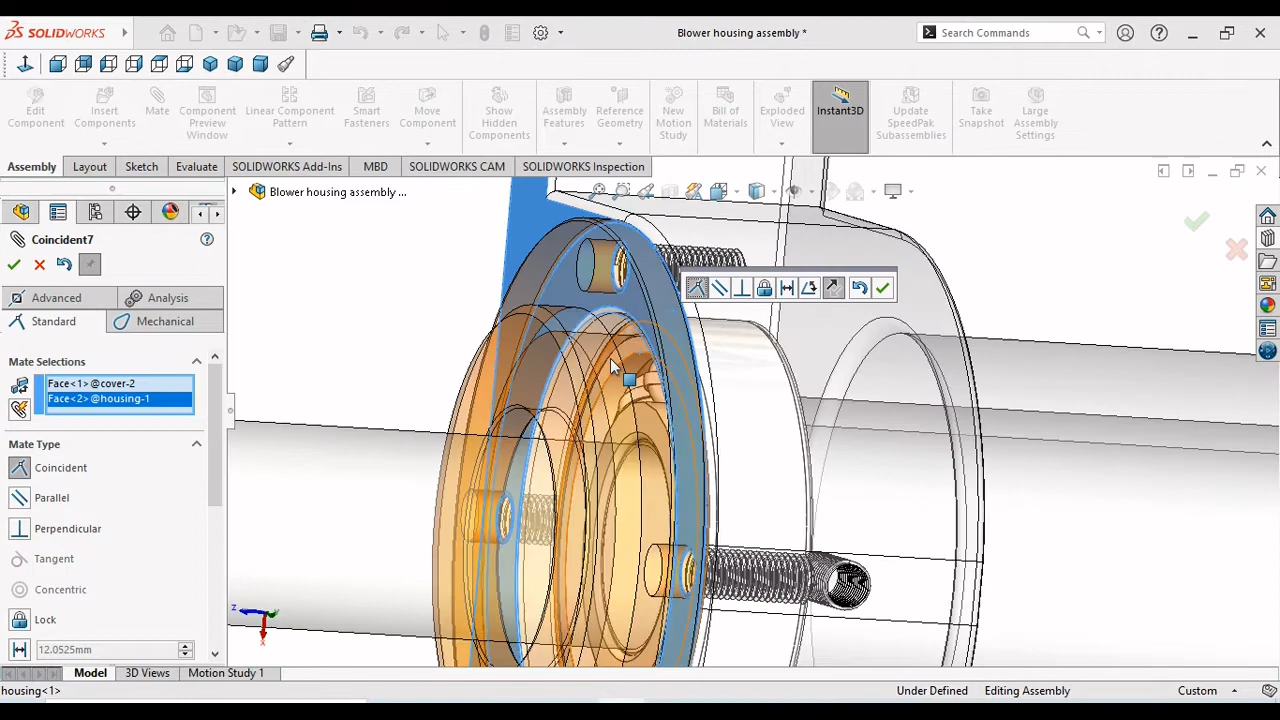 SOLIDWORKS
Blower housing assembly *
Search Commands
Edit Component
Insert Components
Mate
Component Preview Window
Linear Component Pattern
Smart Fasteners
Move Component
Show Hidden Components
Assembly Features
Reference Geometry
New Motion Study
Bill of Materials
Exploded View
Instant3D
Update SpeedPak Subassemblies
Take Snapshot
Large Assembly Settings
Assembly
Layout
Sketch
Evaluate
SOLIDWORKS Add-Ins
MBD
SOLIDWORKS CAM
SOLIDWORKS Inspection
Blower housing assembly ...
Coincident7
Advanced
Analysis
Standard
Mechanical
Mate Selections
Face<1>@cover-2
Face<2>@housing-1
Mate Type
Coincident
Parallel
Perpendicular
Tangent
Concentric
Lock
12.0525mm
z
Y
x
Model
3D Views
Motion Study 1
housing<1>
Under Defined
Editing Assembly
Custom